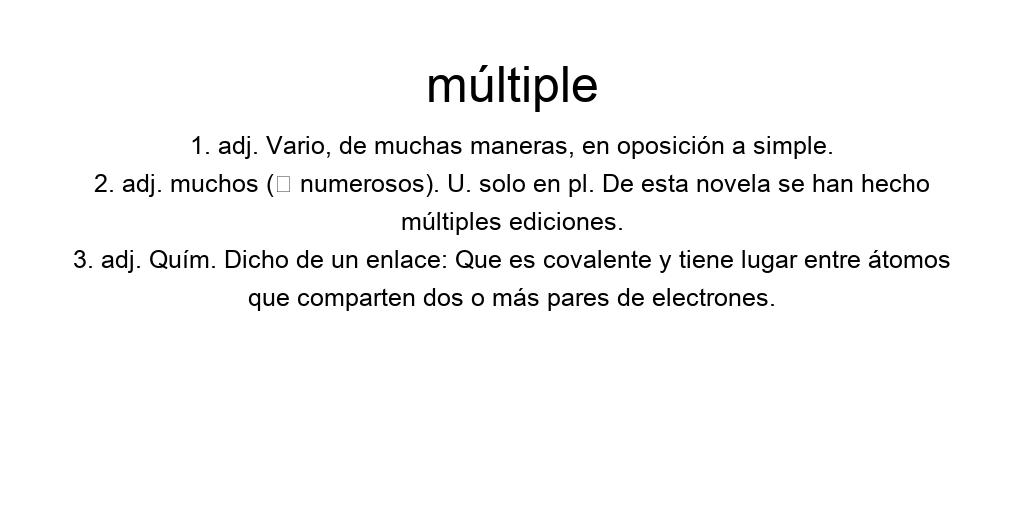 múltiple
1. adj. Vario, de muchas maneras, en oposición a simple.
2. adj. muchos (□ numerosos). U. solo en pl. De esta novela se han hecho
múltiples ediciones.
3. adj. Quím. Dicho de un enlace: Que es covalente y tiene lugar entre átomos
que comparten dos o más pares de electrones.